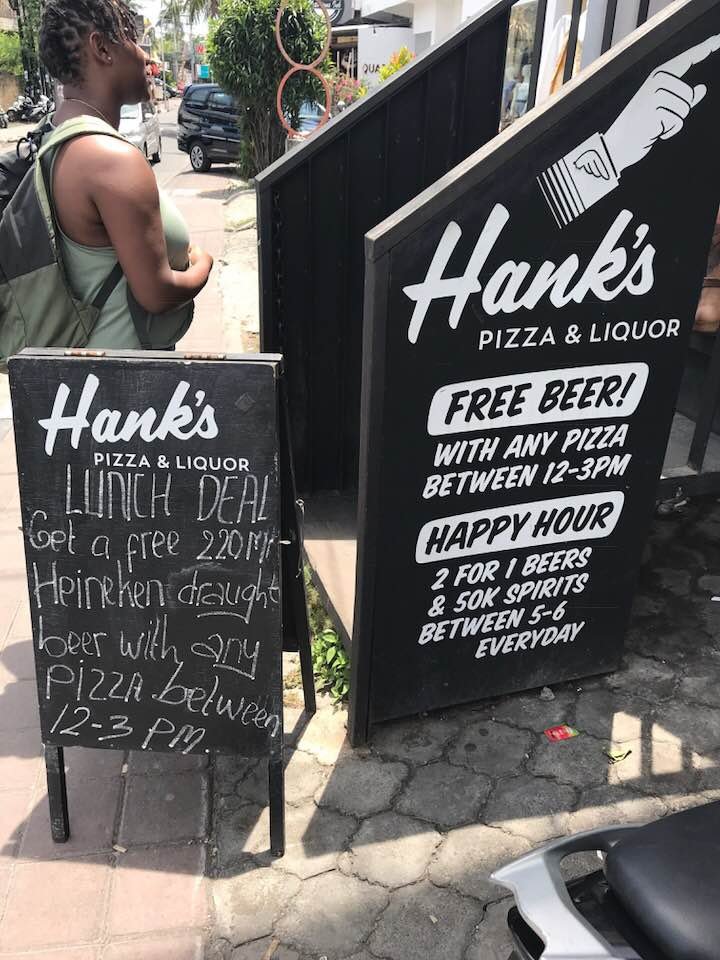 Hank's
PIZZA & LIQUOR
LUNCH DEAL
Get a free 220Ml
Heineken draught
beer with any
PIZZA between
12-3 PM.
Hank's
PIZZA & LIQUOR
FREE BEER!
WITH ANY PIZZA
BETWEEN 12-3PM
HAPPY HOUR
2 FOR 1 BEERS
& 50K SPIRITS
BETWEEN 5-6
EVERYDAY